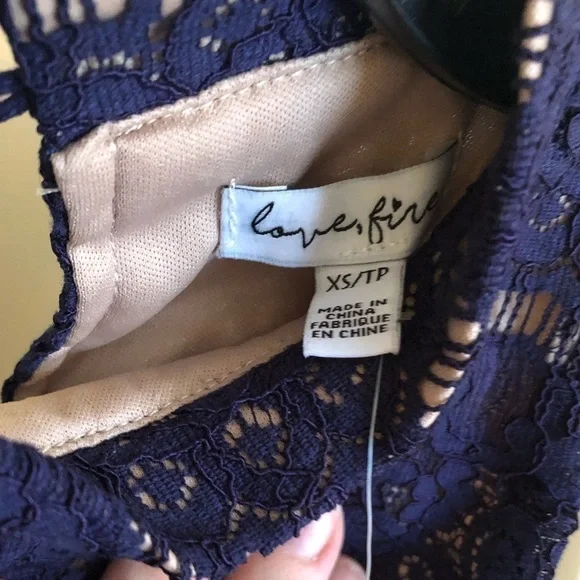 love, fire
XS/TP
MADE IN
CHINA
FABRIQUE
EN CHINE